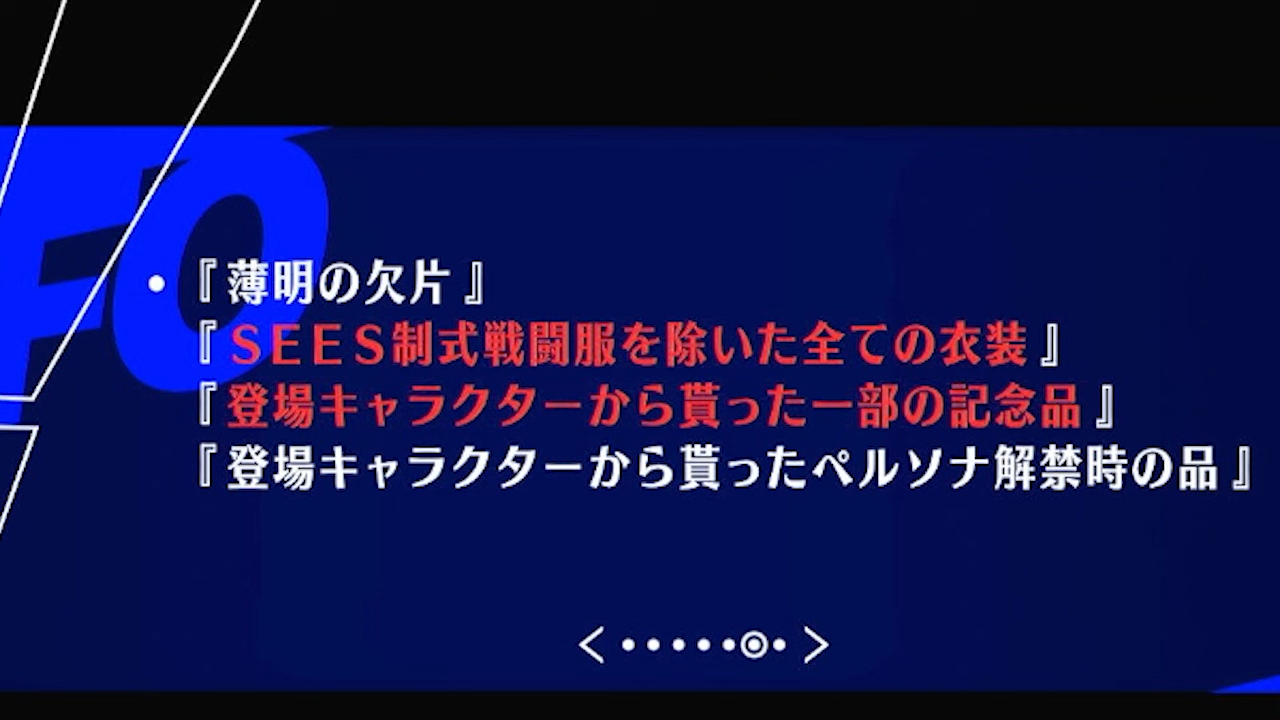 FO
• 『薄明の欠片』
『ＳＥＥＳ制式戦闘服を除いた全ての衣装』
『登場キャラクターから貰った一部の記念品』
『登場キャラクターから貰ったペルソナ解禁時の品』